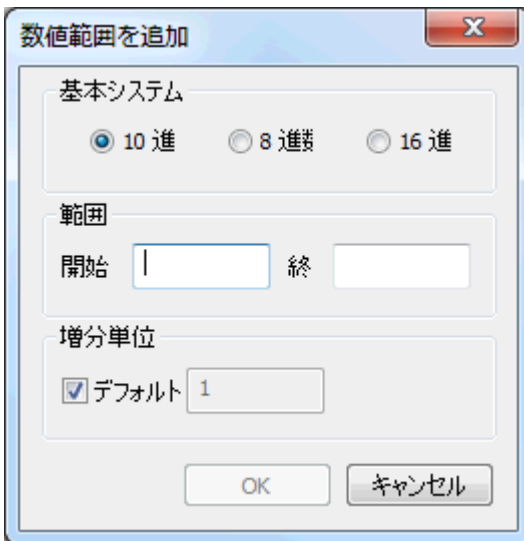 数値範囲を追加
基本システム
10 進 8 進数 16 進
範囲
開始 終
増分単位
デフォルト 1
OK キャンセル